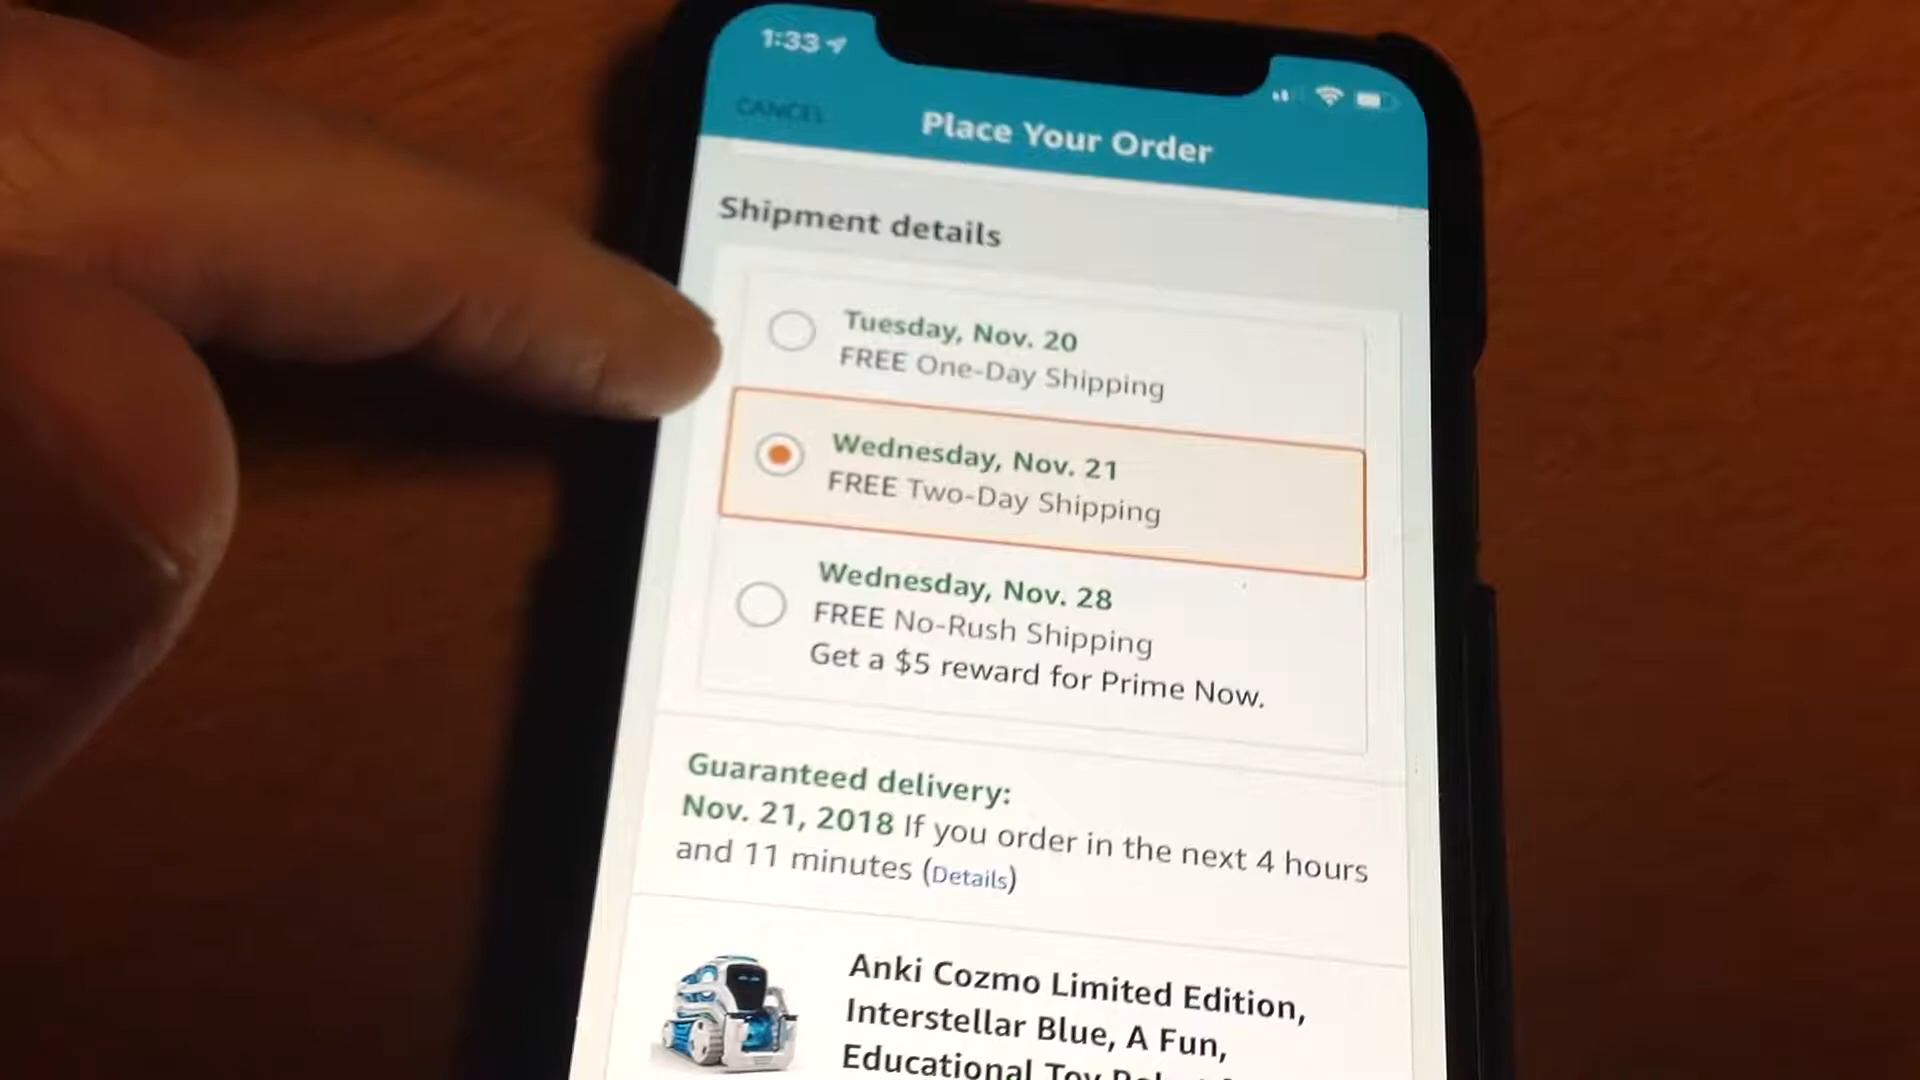 1:33
CANCEL
Place Your Order
Shipment details
Tuesday, Nov. 20
FREE One-Day Shipping
Wednesday, Nov. 21
FREE Two-Day Shipping
Wednesday, Nov. 28
FREE No-Rush Shipping
Get a $5 reward for Prime Now.
Guaranteed delivery:
Nov. 21, 2018 If you order in the next 4 hours
and 11 minutes (Details)
Anki Cozmo Limited Edition,
Interstellar Blue, A Fun,
Educational Toy